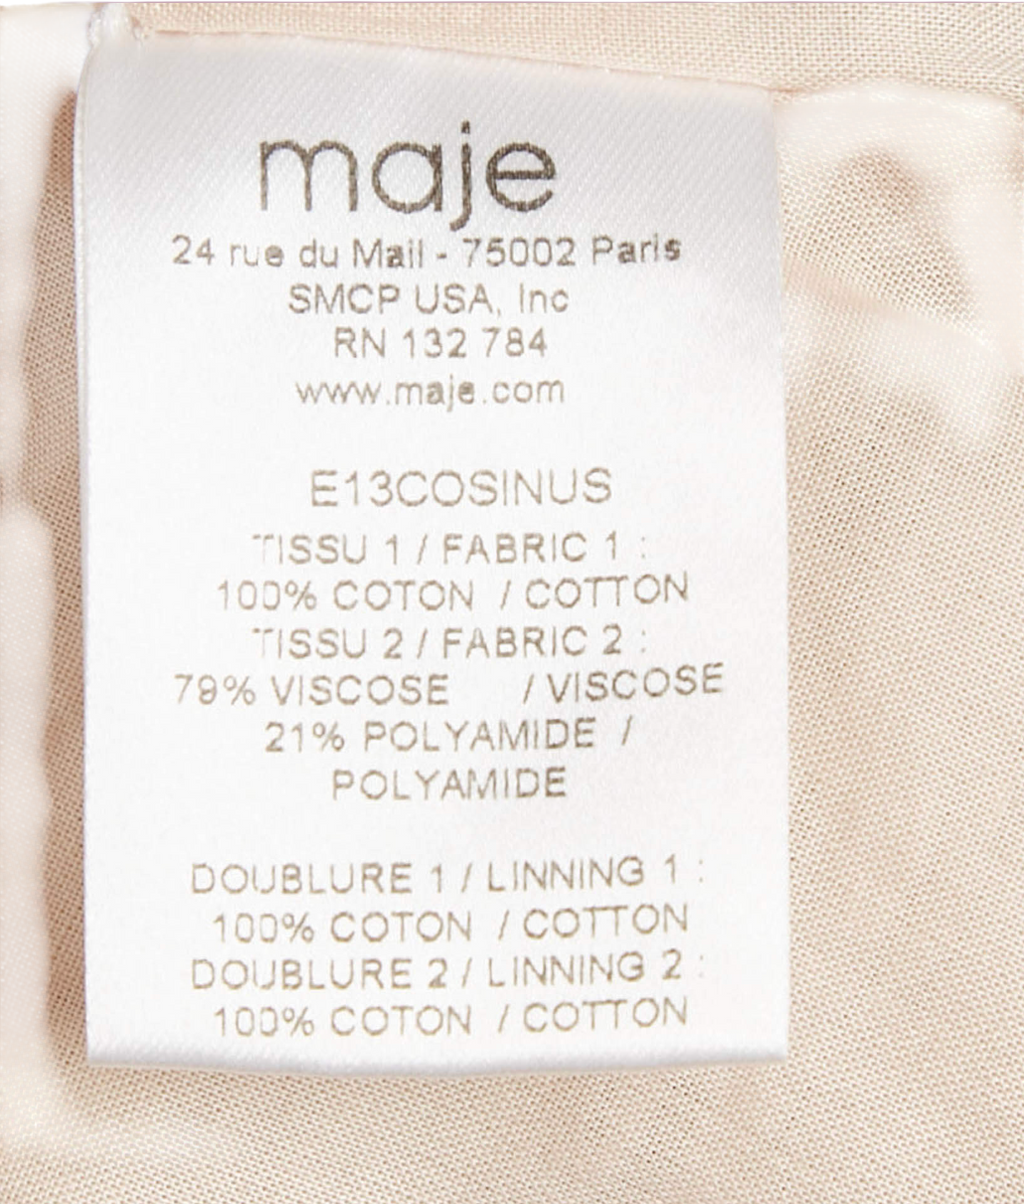 maje
24 rue du Mail - 75002 Paris
SMCP USA, Inc
RN 132 784
www.maje.com
E13COSINUS
TISSU 1 / FABRIC 1 :
100% COTON / COTTON
TISSU 2 / FABRIC 2 :
79% VISCOSE / VISCOSE
21% POLYAMIDE /
POLYAMIDE
DOUBLURE 1 / LINNING 1 :
100% COTON / COTTON
DOUBLURE 2 / LINNING 2 :
100% COTON / COTTON